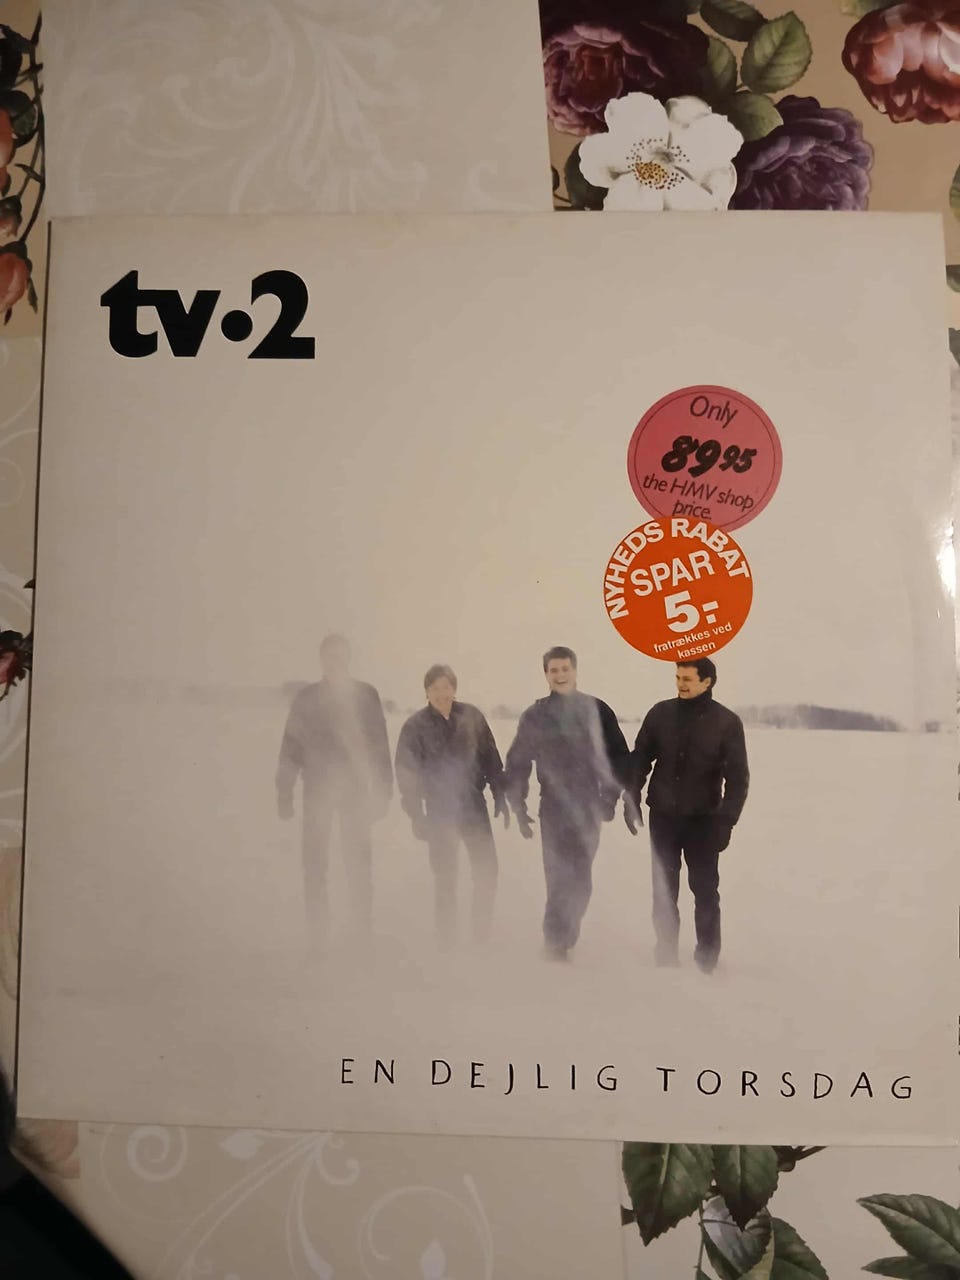 tv·2
Only
89 95
the HMV shop
price.
NYHEDS RABAT
SPAR
5:-
fratrækkes ved
kassen
EN DEJLIG TORSDAG